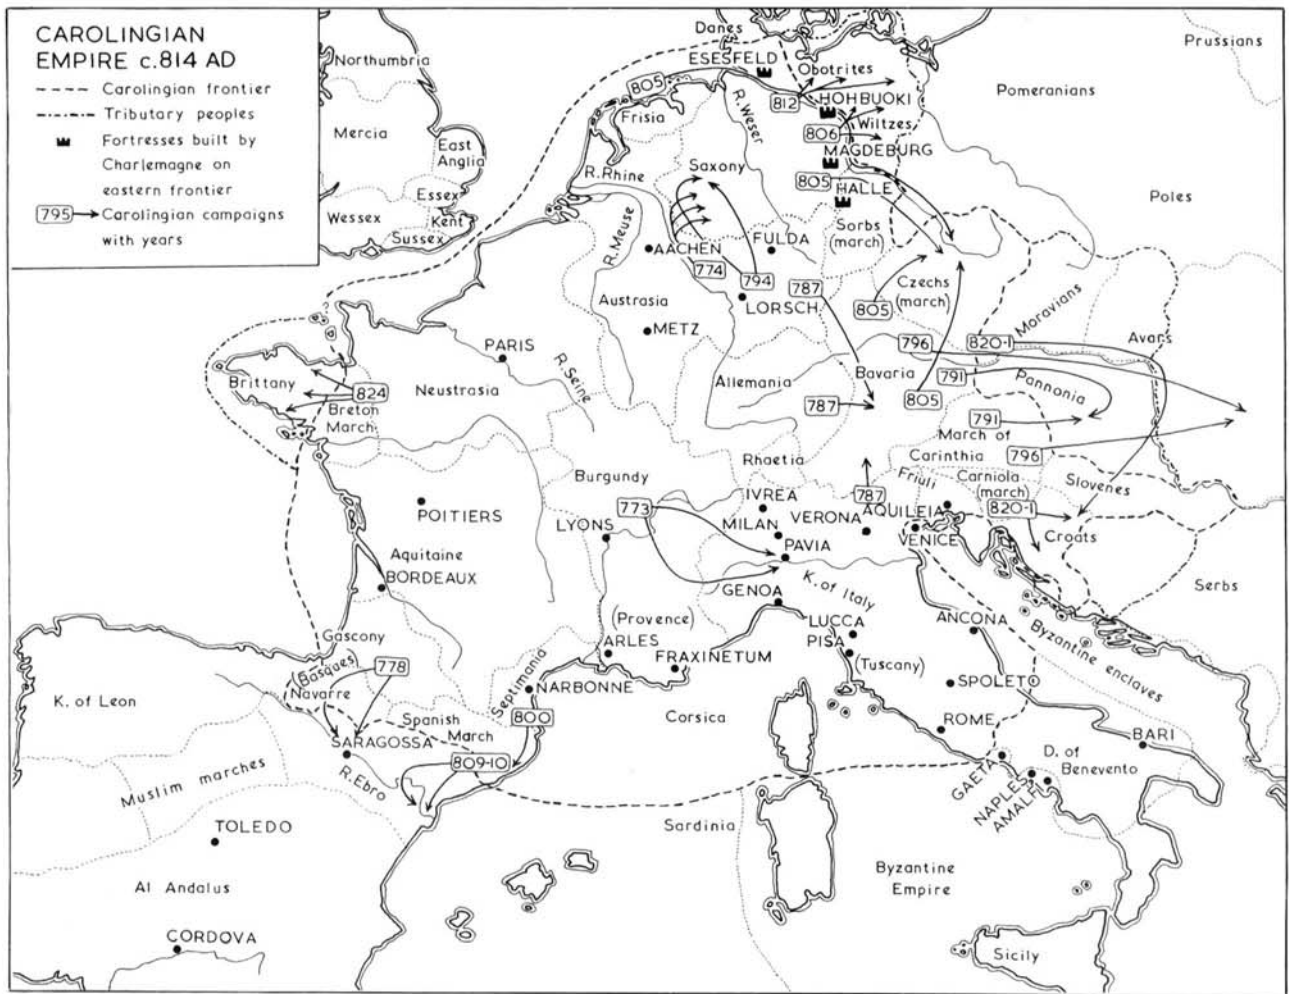 CAROLINGIAN
EMPIRE c.814 AD
Carolingian frontier
Tributary peoples
Fortresses built by
Charlemagne on
eastern frontier
795 Carolingian campaigns
with years
Northumbria
Mercia
East
Anglia
Essex
Wessex
Kent
Sussex
Danes
ESESFELD
Obotrites
805
812
HOHBUOKI
Frisia
R. Weser
Wiltzes
806
MAGDEBURG
Prussians
Pomeranians
Poles
R. Rhine
Saxony
805
HALLE
R. Meuse
AACHEN
FULDA
Sorbs
(march)
774
794
787
Czechs
(march)
805
Moravians
Avars
Austrasia
LORSCH
METZ
PARIS
R. Seine
796
820-1
Brittany
824
Breton
March
Neustrasia
Allemania
Bavaria
791
Pannonia
787
805
791
March of
Carinthia
796
Rhaetia
Burgundy
Friuli
Carniola
(march)
Slovenes
773
IVREA
787
AQUILEIA
820-1
POITIERS
LYONS
MILAN
VERONA
VENICE
Croats
PAVIA
Aquitaine
BORDEAUX
K. of Italy
Serbs
GENOA
(Provence)
LUCCA
ANCONA
Gascony
ARLES
PISA
(Tuscany)
Byzantine enclaves
(Basques)
778
FRAXINETUM
Septimania
K. of Leon
Navarre
NARBONNE
SPOLETO
Corsica
Spanish
March
800
ROME
BARI
SARAGOSSA
809-10
D. of
Benevento
Muslim marches
R. Ebro
GAETA
NAPLES
AMALFI
TOLEDO
Sardinia
Al Andalus
Byzantine
Empire
CORDOVA
Sicily